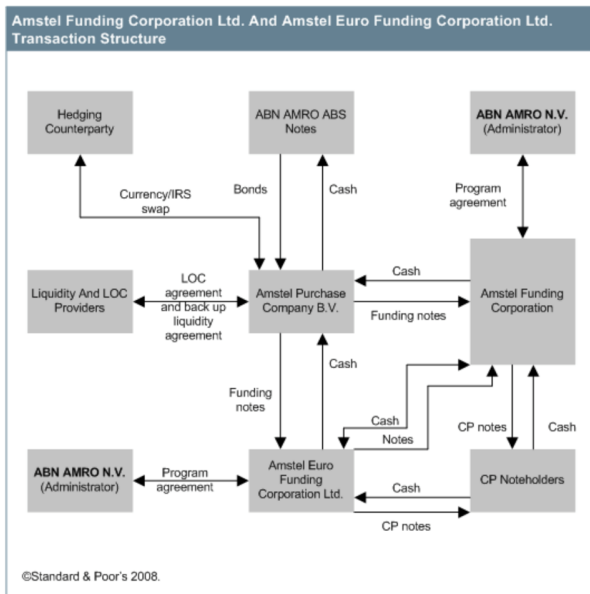 Amstel Funding Corporation Ltd. And Amstel Euro Funding Corporation Ltd.
Transaction Structure
Hedging
Counterparty
ABN AMRO ABS
Notes
ABN AMRO N.V.
(Administrator)
Currency/IRS
swap
Bonds
Cash
Program
agreement
Liquidity And LOC
Providers
LOC
agreement
and back up
liquidity
agreement
Amstel Purchase
Company B.V.
Cash
Funding notes
Amstel Funding
Corporation
Funding
notes
Cash
Cash
Notes
CP notes
Cash
ABN AMRO N.V.
(Administrator)
Program
agreement
Amstel Euro
Funding
Corporation Ltd.
Cash
CP notes
CP Noteholders
©Standard & Poor's 2008.